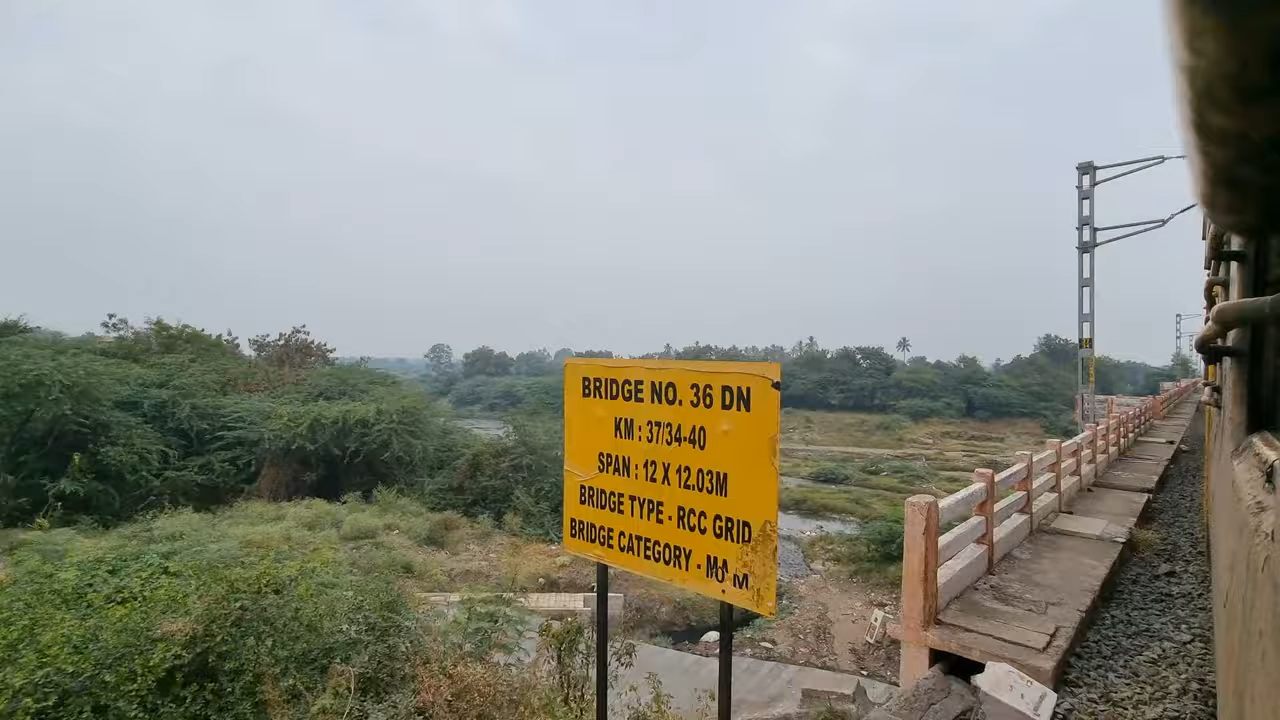 BRIDGE NO. 36 DN
KM : 37/34-40
SPAN : 12 X 12.03M
BRIDGE TYPE - RCC GRID
BRIDGE CATEGORY -